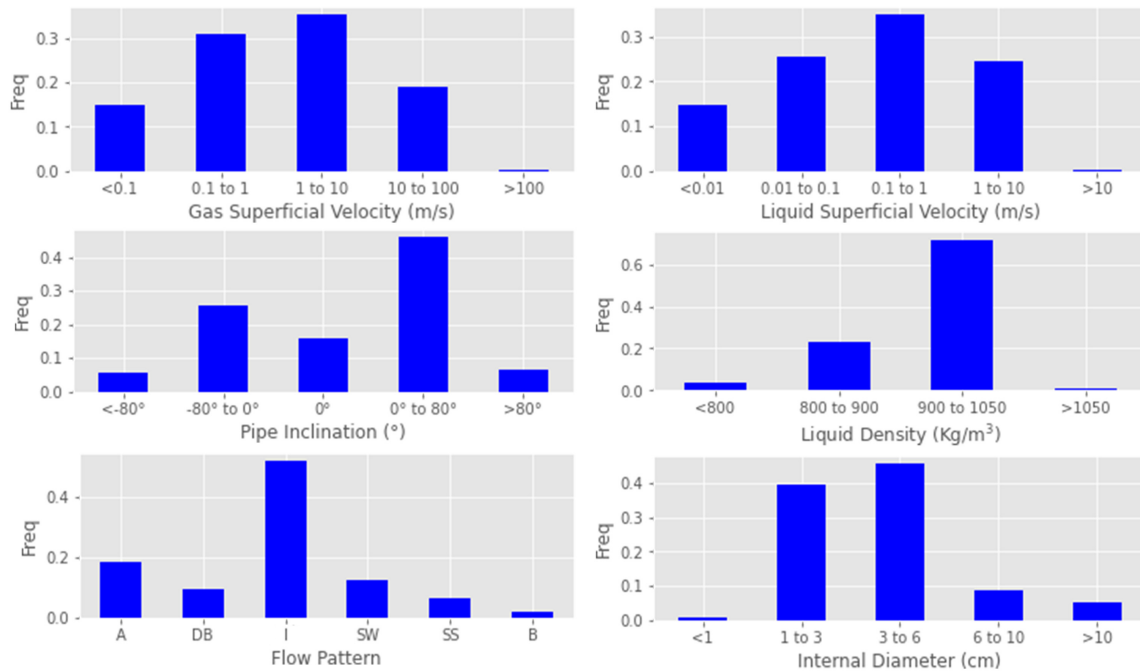 0.3
0.2
0.1
0.0
Freq
<0.1 0.1 to 1 1 to 10 10 to 100 >100
Gas Superficial Velocity (m/s)
0.3
0.2
0.1
0.0
Freq
<0.01 0.01 to 0.1 0.1 to 1 1 to 10 >10
Liquid Superficial Velocity (m/s)
0.4
0.3
0.2
0.1
0.0
Freq
<-80° -80° to 0° 0° 0° to 80° >80°
Pipe Inclination (°)
0.6
0.4
0.2
0.0
Freq
<800 800 to 900 900 to 1050 >1050
Liquid Density (Kg/m³)
0.4
0.2
0.0
Freq
A DB I SW SS B
Flow Pattern
0.4
0.3
0.2
0.1
0.0
Freq
<1 1 to 3 3 to 6 6 to 10 >10
Internal Diameter (cm)